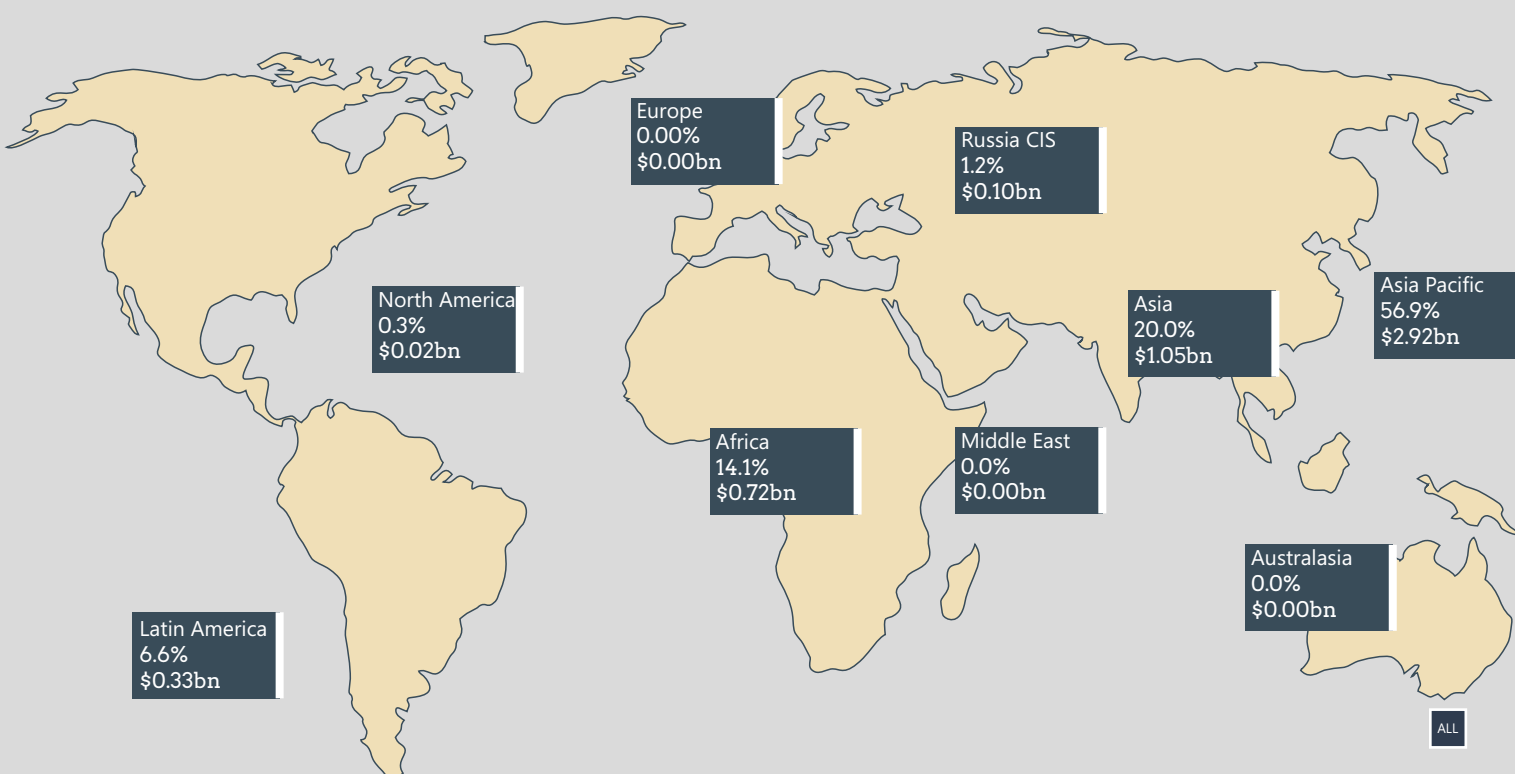 Europe
0.00%
$0.00bn
Russia CIS
1.2%
$0.10bn
North America
0.3%
$0.02bn
Asia
20.0%
$1.05bn
Asia Pacific
56.9%
$2.92bn
Africa
14.1%
$0.72bn
Middle East
0.0%
$0.00bn
Australasia
0.0%
$0.00bn
Latin America
6.6%
$0.33bn
ALL